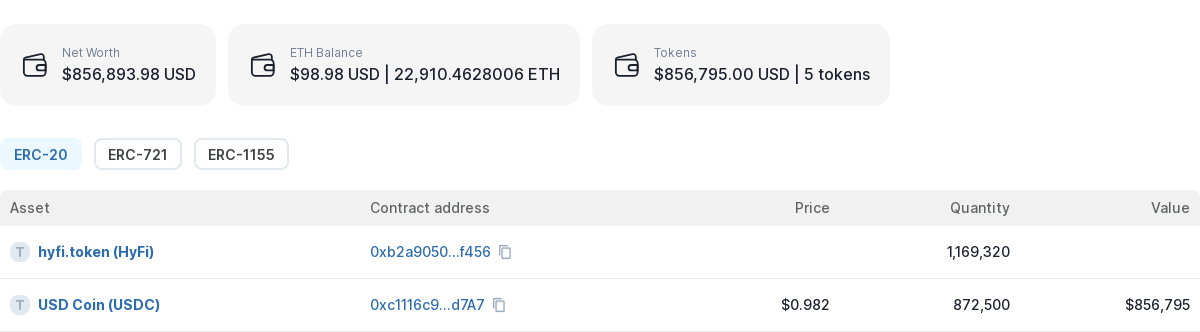 Net Worth
$856,893.98 USD
ETH Balance
$98.98 USD | 22,910.4628006 ETH
Tokens
$856,795.00 USD | 5 tokens
ERC-20 ERC-721 ERC-1155
Asset Contract address Price Quantity Value
T hyfi.token (HyFi) 0xb2a9050...f456 1,169,320
T USD Coin (USDC) 0xc1116c9...d7A7 $0.982 872,500 $856,795